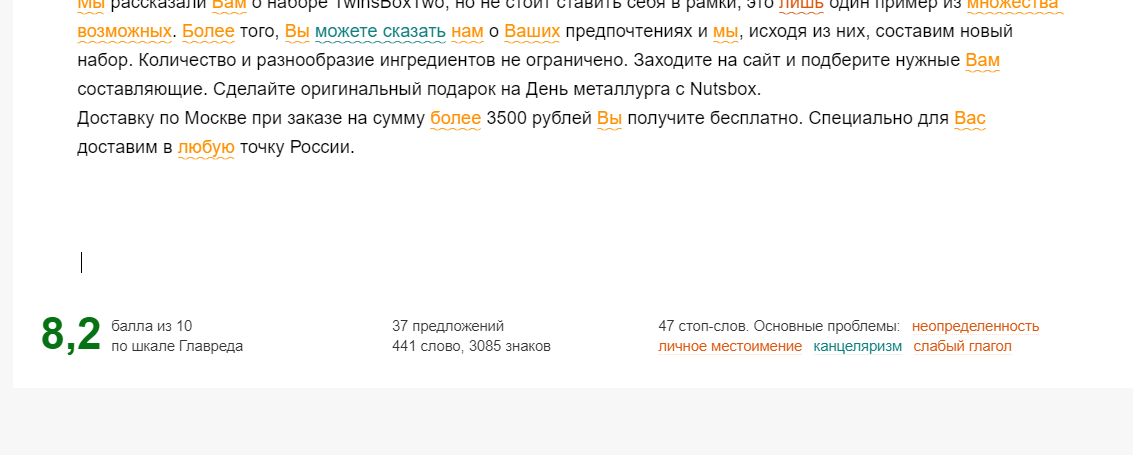 Мы рассказали Вам о наборе TwinsBoxTwo, но не стоит ставить себя в рамки, это лишь один пример из множества
возможных. Более того, Вы можете сказать нам о Ваших предпочтениях и мы, исходя из них, составим новый
набор. Количество и разнообразие ингредиентов не ограничено. Заходите на сайт и подберите нужные Вам
составляющие. Сделайте оригинальный подарок на День металлурга с Nutsbox.
Доставку по Москве при заказе на сумму более 3500 рублей Вы получите бесплатно. Специально для Вас
доставим в любую точку России.
8,2 балла из 10
по шкале Главреда
37 предложений
441 слово, 3085 знаков
47 стоп-слов. Основные проблемы: неопределенность
личное местоимение канцеляризм слабый глагол